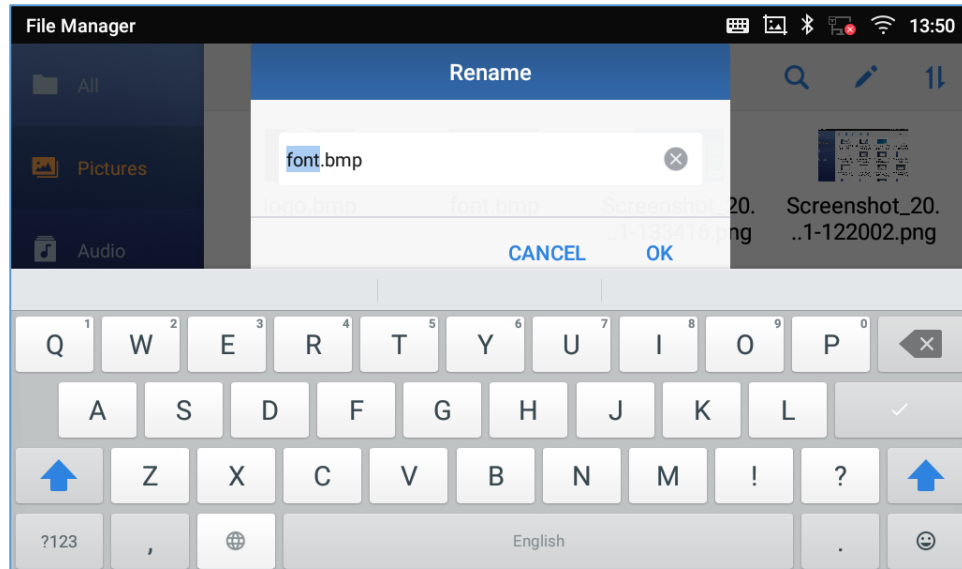 File Manager 13:50
All
Rename
Pictures
font.bmp
logo.bmp font.bmp Screenshot_20. Screenshot_20.
..1-133416.png ..1-122002.png
Audio
CANCEL OK
Q 1 W 2 E 3 R 4 T 5 Y 6 U 7 I 8 O 9 P 0
A S D F G H J K L
Z X C V B N M ! ?
?123 , English .